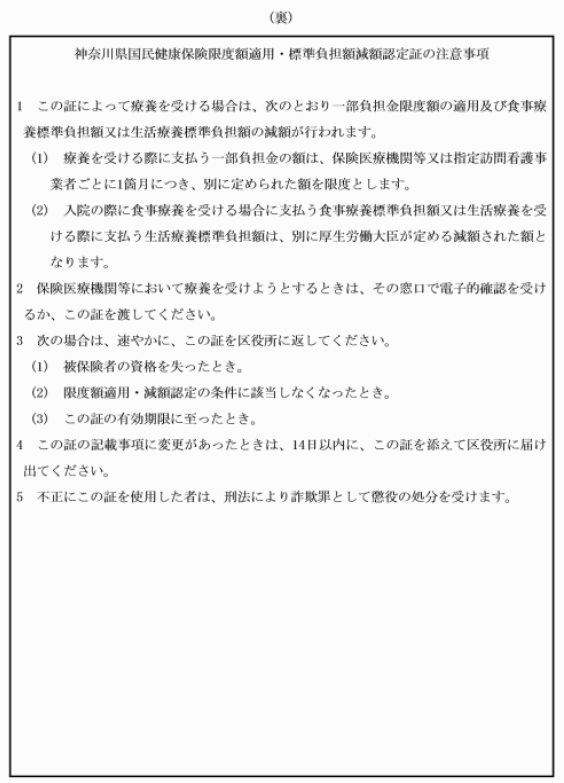 （裏）
神奈川県国民健康保険限度額適用・標準負担額減額認定証の注意事項
1　この証によって療養を受ける場合は、次のとおり一部負担金限度額の適用及び食事療
養標準負担額又は生活療養標準負担額の減額が行われます。
(1)　療養を受ける際に支払う一部負担金の額は、保険医療機関等又は指定訪問看護事
業者ごとに1箇月につき、別に定められた額を限度とします。
(2)　入院の際に食事療養を受ける場合に支払う食事療養標準負担額又は生活療養を受
ける際に支払う生活療養標準負担額は、別に厚生労働大臣が定める減額された額と
なります。
2　保険医療機関等において療養を受けようとするときは、その窓口で電子的確認を受け
るか、この証を渡してください。
3　次の場合は、速やかに、この証を区役所に返してください。
(1)　被保険者の資格を失ったとき。
(2)　限度額適用・減額認定の条件に該当しなくなったとき。
(3)　この証の有効期限に至ったとき。
4　この証の記載事項に変更があったときは、14日以内に、この証を添えて区役所に届け
出てください。
5　不正にこの証を使用した者は、刑法により詐欺罪として懲役の処分を受けます。